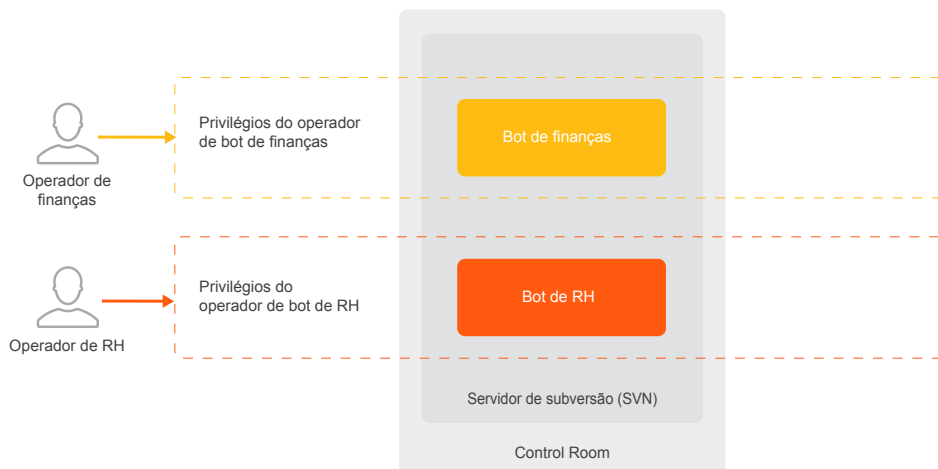 Privilégios do operador
de bot de finanças
Bot de finanças
Operador de
finanças
Privilégios do
operador de bot de RH
Bot de RH
Operador de RH
Servidor de subversão (SVN)
Control Room